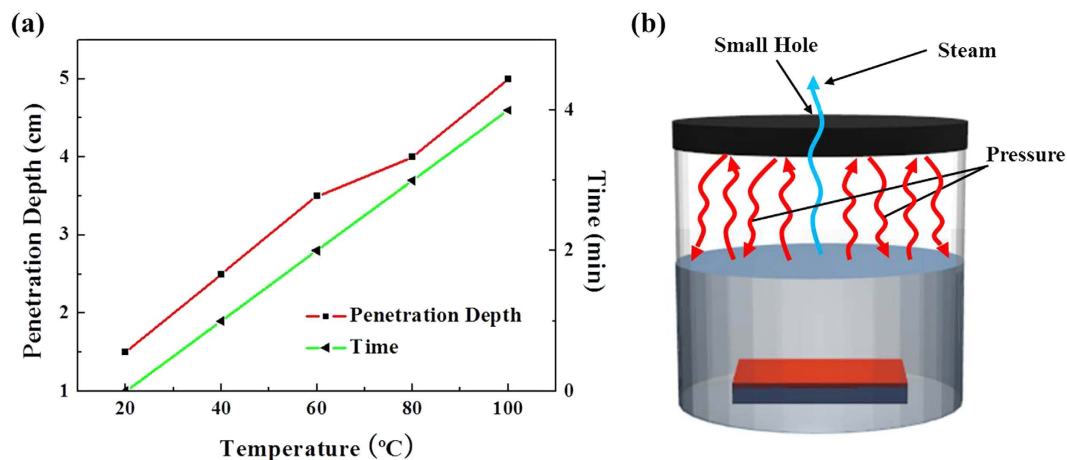 (a)
5
4
3
2
1
Penetration Depth (cm)
4
2
0
Time (min)
Penetration Depth
Time
20 40 60 80 100
Temperature (ºC)
(b)
Small Hole
Steam
Pressure